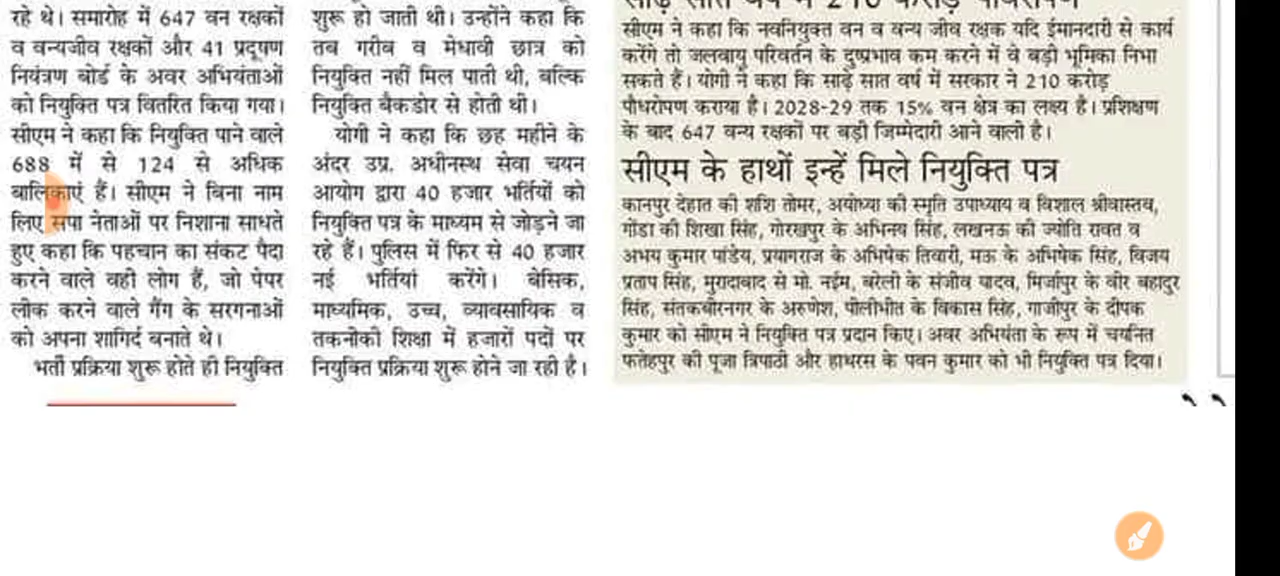 रहे थे। समारोह में 647 वन रक्षकों
व वन्यजीव रक्षकों और 41 प्रदूषण
नियंत्रण बोर्ड के अवर अभियंताओं
को नियुक्ति पत्र वितरित किया गया।
सीएम ने कहा कि नियुक्ति पाने वाले
688 में से 124 से अधिक
बालिकाएं हैं। सीएम ने बिना नाम
लिए सपा नेताओं पर निशाना साधते
हुए कहा कि पहचान का संकट पैदा
करने वाले वही लोग हैं, जो पेपर
लीक करने वाले गैंग के सरगनाओं
को अपना शागिर्द बनाते थे।
भर्ती प्रक्रिया शुरू होते ही नियुक्ति
शुरू हो जाती थी। उन्होंने कहा कि
तब गरीब व मेधावी छात्र को
नियुक्ति नहीं मिल पाती थी, बल्कि
नियुक्ति बैकडोर से होती थी।
योगी ने कहा कि छह महीने के
अंदर उप्र. अधीनस्थ सेवा चयन
आयोग द्वारा 40 हजार भर्तियों को
नियुक्ति पत्र के माध्यम से जोड़ने जा
रहे हैं। पुलिस में फिर से 40 हजार
नई भर्तियां करेंगे। बेसिक,
माध्यमिक, उच्च, व्यावसायिक व
तकनीकी शिक्षा में हजारों पदों पर
नियुक्ति प्रक्रिया शुरू होने जा रही है।
साढ़े सात वर्ष में 210 करोड़ पौधरोपण
सीएम ने कहा कि नवनियुक्त वन व वन्य जीव रक्षक यदि ईमानदारी से कार्य
करेंगे तो जलवायु परिवर्तन के दुष्प्रभाव कम करने में वे बड़ी भूमिका निभा
सकते हैं। योगी ने कहा कि साढ़े सात वर्ष में सरकार ने 210 करोड़
पौधरोपण कराया है। 2028-29 तक 15% वन क्षेत्र का लक्ष्य है। प्रशिक्षण
के बाद 647 वन्य रक्षकों पर बड़ी जिम्मेदारी आने वाली है।
सीएम के हाथों इन्हें मिले नियुक्ति पत्र
कानपुर देहात की शशि तोमर, अयोध्या की स्मृति उपाध्याय व विशाल श्रीवास्तव,
गोंडा की शिखा सिंह, गोरखपुर के अभिनय सिंह, लखनऊ की ज्योति रावत व
अभय कुमार पांडेय, प्रयागराज के अभिषेक तिवारी, मऊ के अभिषेक सिंह, विजय
प्रताप सिंह, मुरादाबाद से मो. नईम, बरेली के संजीव यादव, मिर्जापुर के वीर बहादुर
सिंह, संतकबीरनगर के अरुणेश, पीलीभीत के विकास सिंह, गाजीपुर के दीपक
कुमार को सीएम ने नियुक्ति पत्र प्रदान किए। अवर अभियंता के रूप में चयनित
फतेहपुर की पूजा त्रिपाठी और हाथरस के पवन कुमार को भी नियुक्ति पत्र दिया।